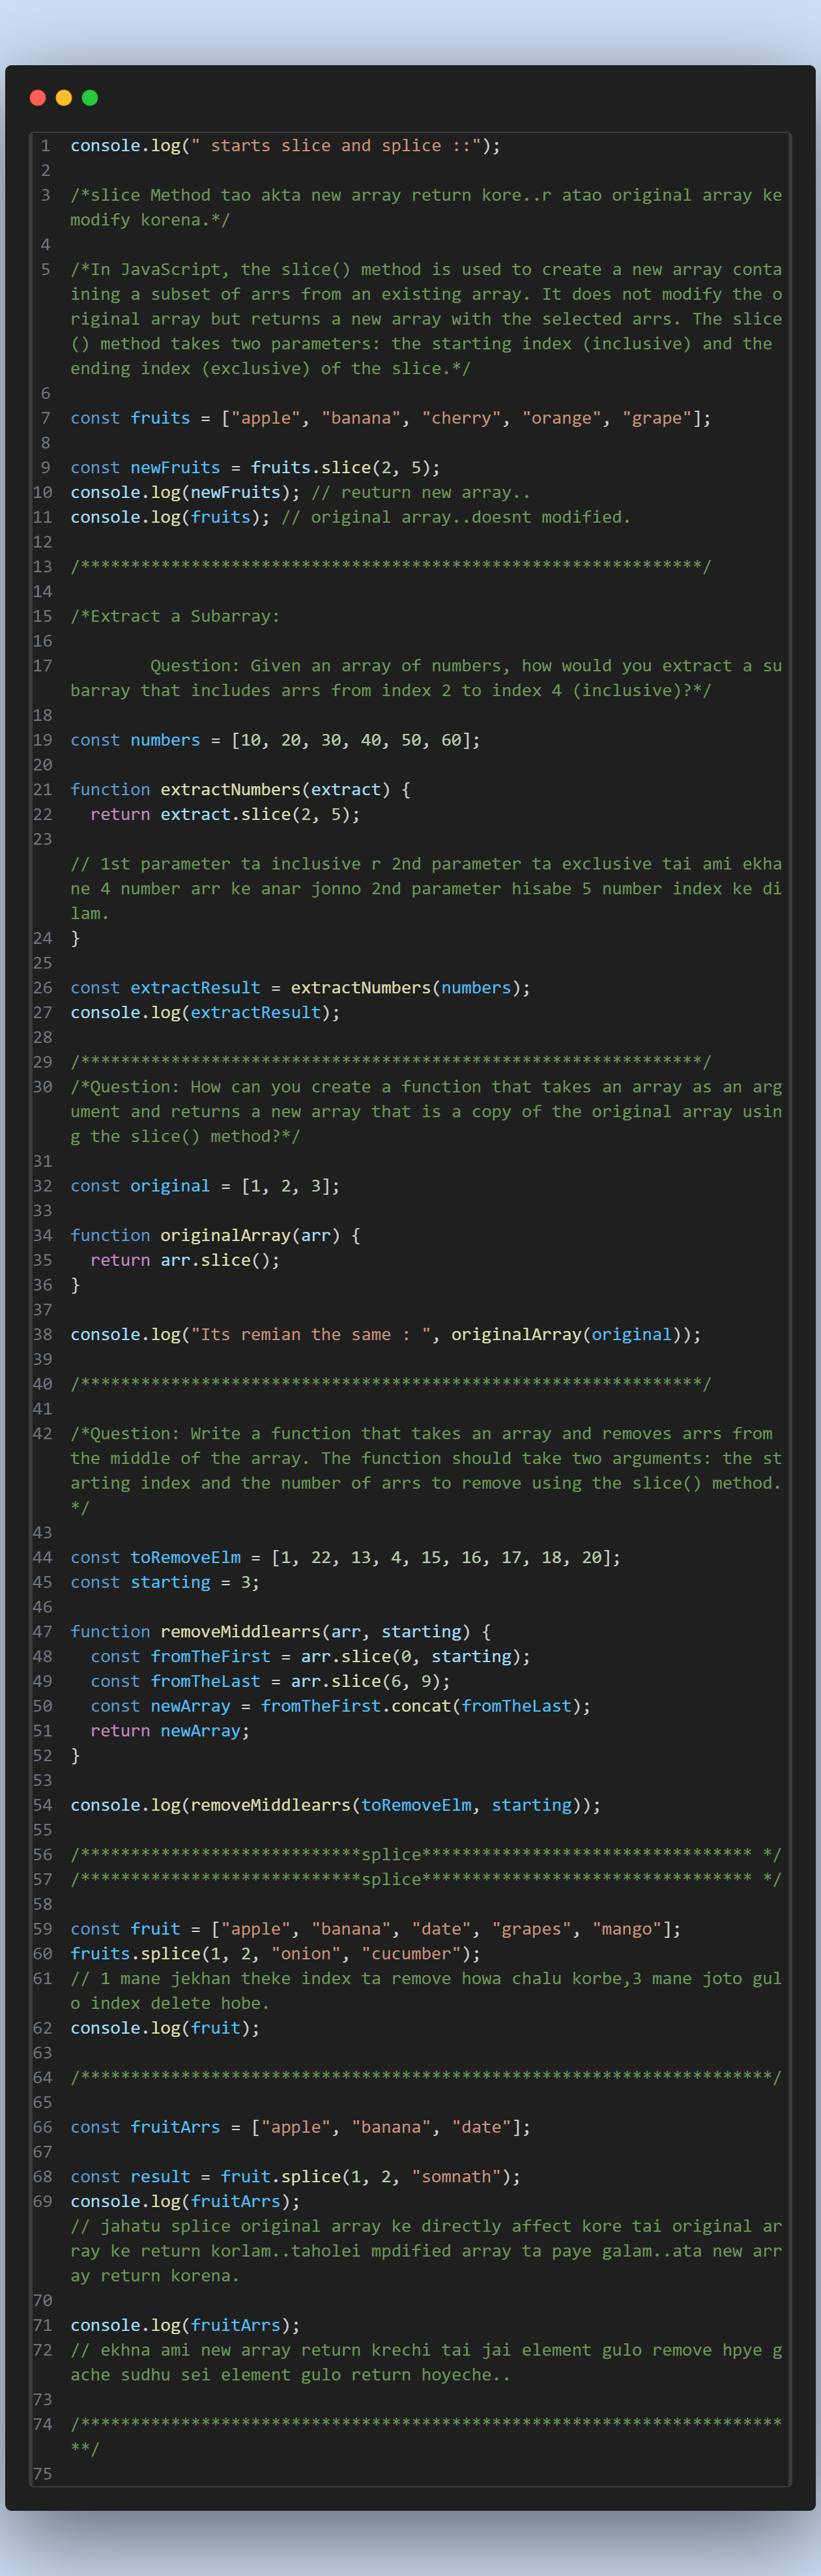 1 console.log(" starts slice and splice ::");
2
3 /*slice Method tao akta new array return kore..r atao original array ke
modify korena.*/
4
5 /*In JavaScript, the slice() method is used to create a new array conta
ining a subset of arrs from an existing array. It does not modify the o
riginal array but returns a new array with the selected arrs. The slice
() method takes two parameters: the starting index (inclusive) and the
ending index (exclusive) of the slice.*/
6
7 const fruits = ["apple", "banana", "cherry", "orange", "grape"];
8
9 const newFruits = fruits.slice(2, 5);
10 console.log(newFruits); // reuturn new array..
11 console.log(fruits); // original array..doesnt modified.
12
13 /**************************************************************/
14
15 /*Extract a Subarray:
16
17         Question: Given an array of numbers, how would you extract a su
barray that includes arrs from index 2 to index 4 (inclusive)?*/
18
19 const numbers = [10, 20, 30, 40, 50, 60];
20
21 function extractNumbers(extract) {
22   return extract.slice(2, 5);
23
// 1st parameter ta inclusive r 2nd parameter ta exclusive tai ami ekha
ne 4 number arr ke anar jonno 2nd parameter hisabe 5 number index ke di
lam.
24 }
25
26 const extractResult = extractNumbers(numbers);
27 console.log(extractResult);
28
29 /**************************************************************/
30 /*Question: How can you create a function that takes an array as an arg
ument and returns a new array that is a copy of the original array usin
g the slice() method?*/
31
32 const original = [1, 2, 3];
33
34 function originalArray(arr) {
35   return arr.slice();
36 }
37
38 console.log("Its remian the same : ", originalArray(original));
39
40 /**************************************************************/
41
42 /*Question: Write a function that takes an array and removes arrs from
the middle of the array. The function should take two arguments: the st
arting index and the number of arrs to remove using the slice() method.
*/
43
44 const toRemoveElm = [1, 22, 13, 4, 15, 16, 17, 18, 20];
45 const starting = 3;
46
47 function removeMiddlearrs(arr, starting) {
48   const fromTheFirst = arr.slice(0, starting);
49   const fromTheLast = arr.slice(6, 9);
50   const newArray = fromTheFirst.concat(fromTheLast);
51   return newArray;
52 }
53
54 console.log(removeMiddlearrs(toRemoveElm, starting));
55
56 /****************************splice********************************* */
57 /****************************splice********************************* */
58
59 const fruit = ["apple", "banana", "date", "grapes", "mango"];
60 fruits.splice(1, 2, "onion", "cucumber");
61 // 1 mane jekhan theke index ta remove howa chalu korbe,3 mane joto gul
o index delete hobe.
62 console.log(fruit);
63
64 /*********************************************************************/
65
66 const fruitArrs = ["apple", "banana", "date"];
67
68 const result = fruit.splice(1, 2, "somnath");
69 console.log(fruitArrs);
// jahatu splice original array ke directly affect kore tai original ar
ray ke return korlam..taholei mpdified array ta paye galam..ata new arr
ay return korena.
70
71 console.log(fruitArrs);
72 // ekhna ami new array return krechi tai jai element gulo remove hpye g
ache sudhu sei element gulo return hoyeche..
73
74 /**********************************************************************
**/
75